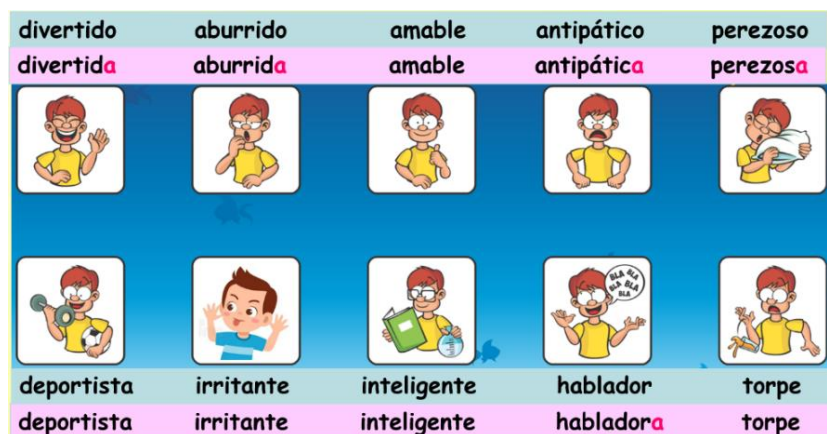 divertido aburrido amable antipático perezoso
divertida aburrida amable antipática perezosa
BLA BLA
BLA BLA
BLA
deportista irritante inteligente hablador torpe
deportista irritante inteligente habladora torpe